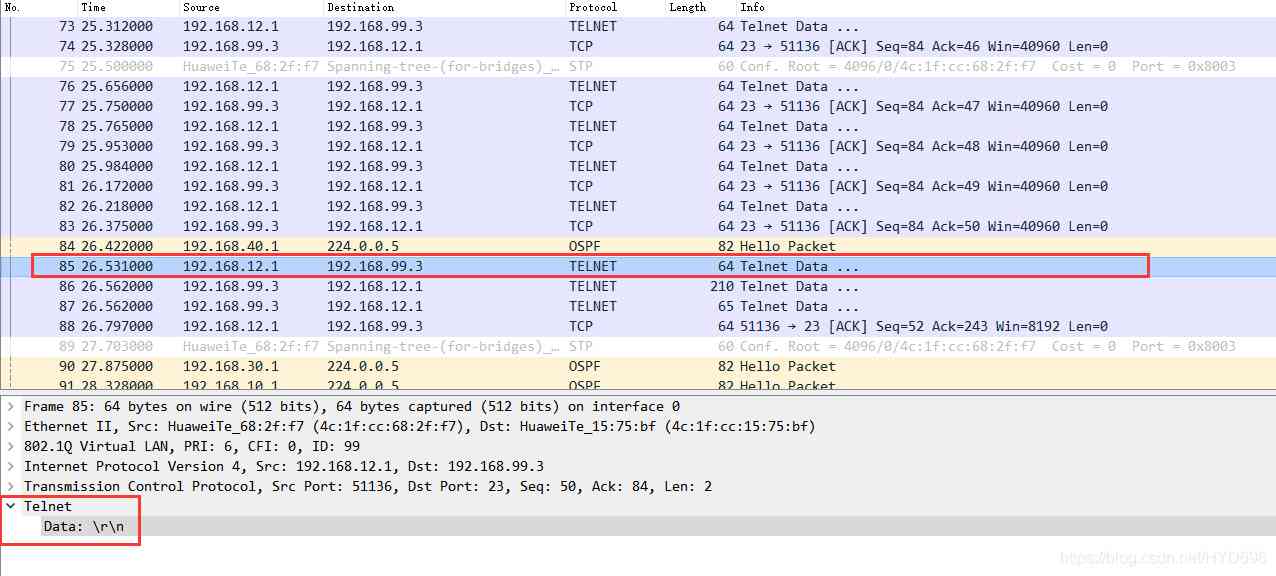 No. Time Source Destination Protocol Length Info
73 25.312000 192.168.12.1 192.168.99.3 TELNET 64 Telnet Data ...
74 25.328000 192.168.99.3 192.168.12.1 TCP 64 23 → 51136 [ACK] Seq=84 Ack=46 Win=40960 Len=0
75 25.500000 HuaweiTe_68:2f:f7 Spanning-tree-(for-bridges)_… STP 60 Conf. Root = 4096/0/4c:1f:cc:68:2f:f7 Cost = 0 Port = 0x8003
76 25.656000 192.168.12.1 192.168.99.3 TELNET 64 Telnet Data ...
77 25.750000 192.168.99.3 192.168.12.1 TCP 64 23 → 51136 [ACK] Seq=84 Ack=47 Win=40960 Len=0
78 25.765000 192.168.12.1 192.168.99.3 TELNET 64 Telnet Data ...
79 25.953000 192.168.99.3 192.168.12.1 TCP 64 23 → 51136 [ACK] Seq=84 Ack=48 Win=40960 Len=0
80 25.984000 192.168.12.1 192.168.99.3 TELNET 64 Telnet Data ...
81 26.172000 192.168.99.3 192.168.12.1 TCP 64 23 → 51136 [ACK] Seq=84 Ack=49 Win=40960 Len=0
82 26.218000 192.168.12.1 192.168.99.3 TELNET 64 Telnet Data ...
83 26.375000 192.168.99.3 192.168.12.1 TCP 64 23 → 51136 [ACK] Seq=84 Ack=50 Win=40960 Len=0
84 26.422000 192.168.40.1 224.0.0.5 OSPF 82 Hello Packet
85 26.531000 192.168.12.1 192.168.99.3 TELNET 64 Telnet Data ...
86 26.562000 192.168.99.3 192.168.12.1 TELNET 210 Telnet Data ...
87 26.562000 192.168.99.3 192.168.12.1 TELNET 65 Telnet Data ...
88 26.797000 192.168.12.1 192.168.99.3 TCP 64 51136 → 23 [ACK] Seq=52 Ack=243 Win=8192 Len=0
89 27.703000 HuaweiTe_68:2f:f7 Spanning-tree-(for-bridges)_… STP 60 Conf. Root = 4096/0/4c:1f:cc:68:2f:f7 Cost = 0 Port = 0x8003
90 27.875000 192.168.30.1 224.0.0.5 OSPF 82 Hello Packet
91 28.328000 192.168.10.1 224.0.0.5 OSPF 82 Hello Packet
Frame 85: 64 bytes on wire (512 bits), 64 bytes captured (512 bits) on interface 0
Ethernet II, Src: HuaweiTe_68:2f:f7 (4c:1f:cc:68:2f:f7), Dst: HuaweiTe_15:75:bf (4c:1f:cc:15:75:bf)
802.1Q Virtual LAN, PRI: 6, CFI: 0, ID: 99
Internet Protocol Version 4, Src: 192.168.12.1, Dst: 192.168.99.3
Transmission Control Protocol, Src Port: 51136, Dst Port: 23, Seq: 50, Ack: 84, Len: 2
Telnet
Data: \r\n
https://blog.csdn.net/HYD696